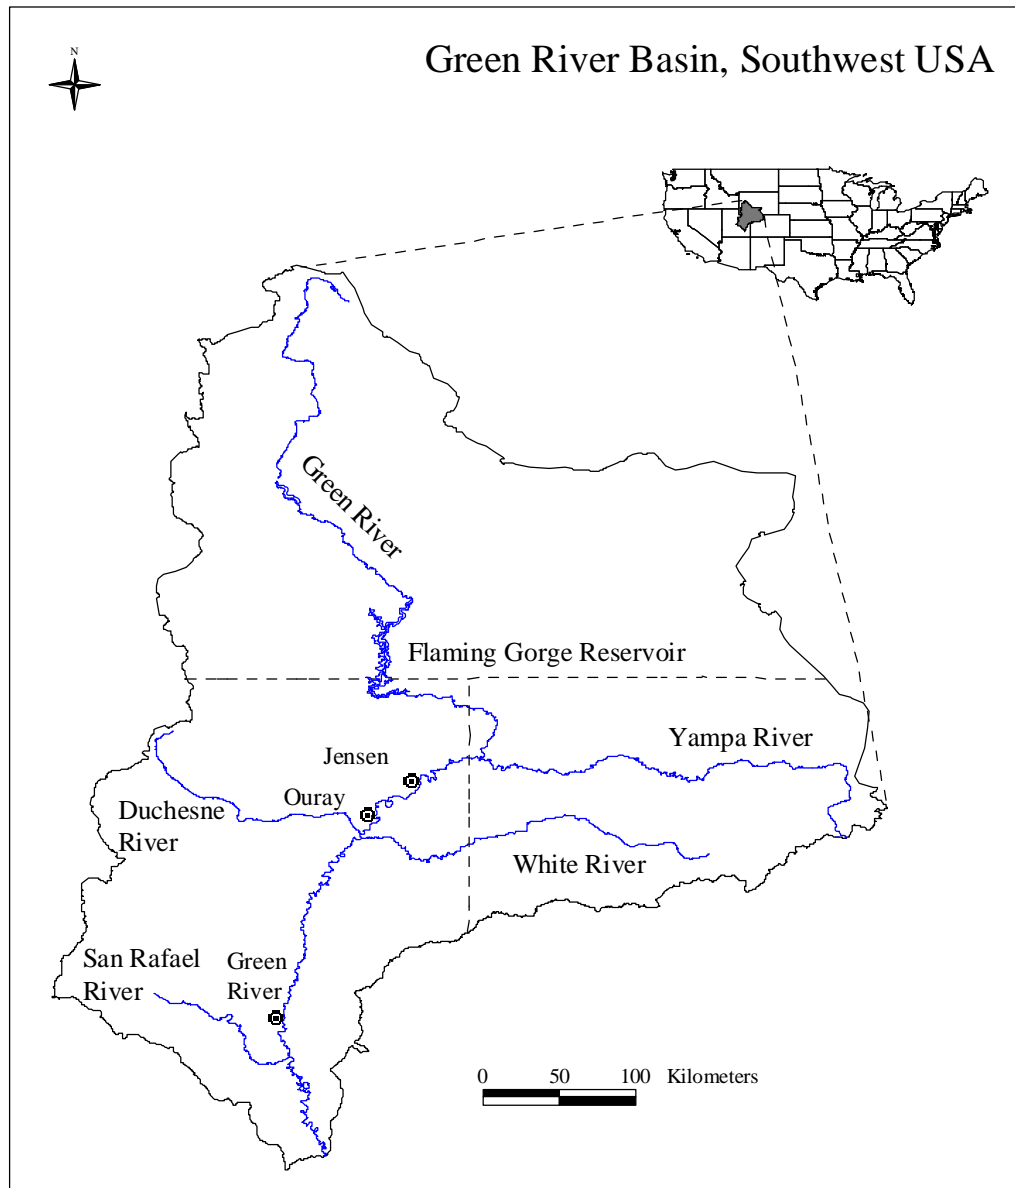 N
Green River Basin, Southwest USA
Green River
Flaming Gorge Reservoir
Yampa River
Jensen
Ouray
Duchesne
River
White River
San Rafael
River
Green
River
0 50 100 Kilometers